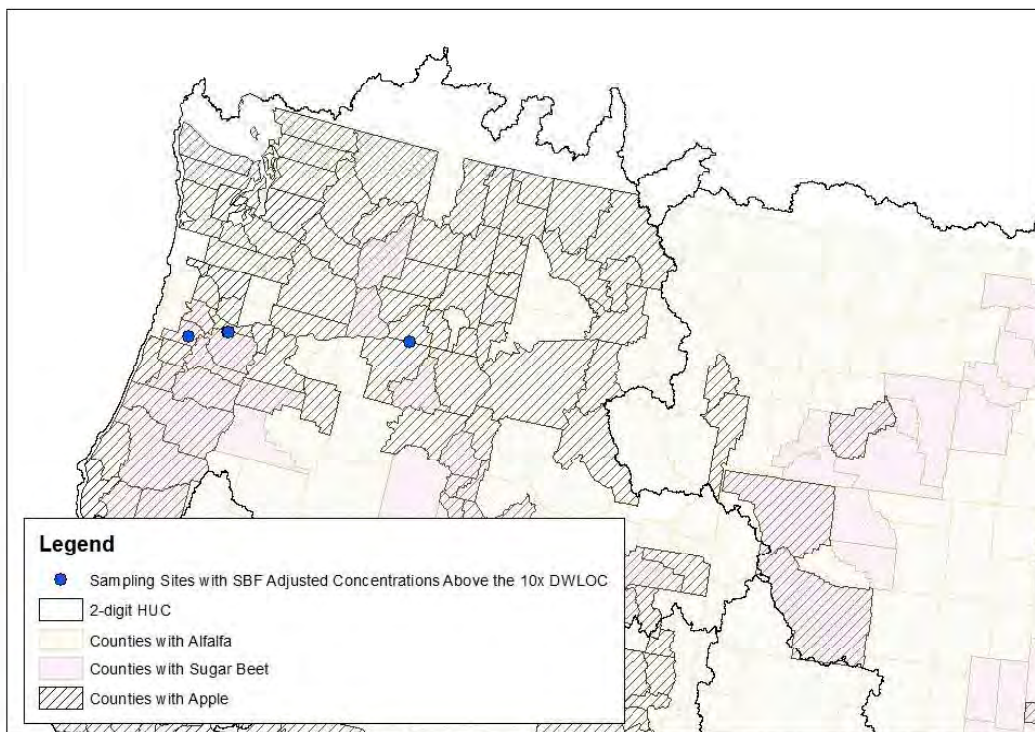 Legend
Sampling Sites with SBF Adjusted Concentrations Above the 10x DWLOC
2-digit HUC
Counties with Alfalfa
Counties with Sugar Beet
Counties with Apple